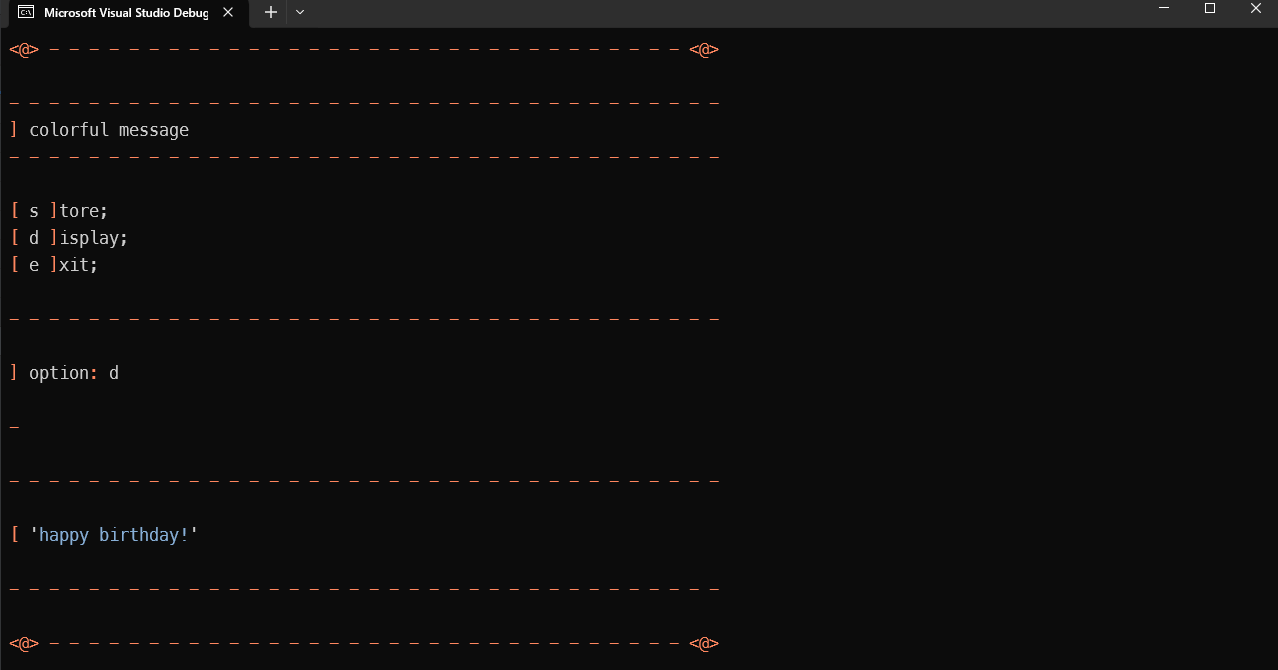 Microsoft Visual Studio Debug
<@> – – – – – – – – – – – – – – – – – – – – – – – – – – – – – – – – <@>
– – – – – – – – – – – – – – – – – – – – – – – – – – – – – – – – – – – –
] colorful message
– – – – – – – – – – – – – – – – – – – – – – – – – – – – – – – – – – – –
[ s ]tore;
[ d ]isplay;
[ e ]xit;
– – – – – – – – – – – – – – – – – – – – – – – – – – – – – – – – – – – –
] option: d
–
– – – – – – – – – – – – – – – – – – – – – – – – – – – – – – – – – – – –
[ 'happy birthday!'
– – – – – – – – – – – – – – – – – – – – – – – – – – – – – – – – – – – –
<@> – – – – – – – – – – – – – – – – – – – – – – – – – – – – – – – – <@>